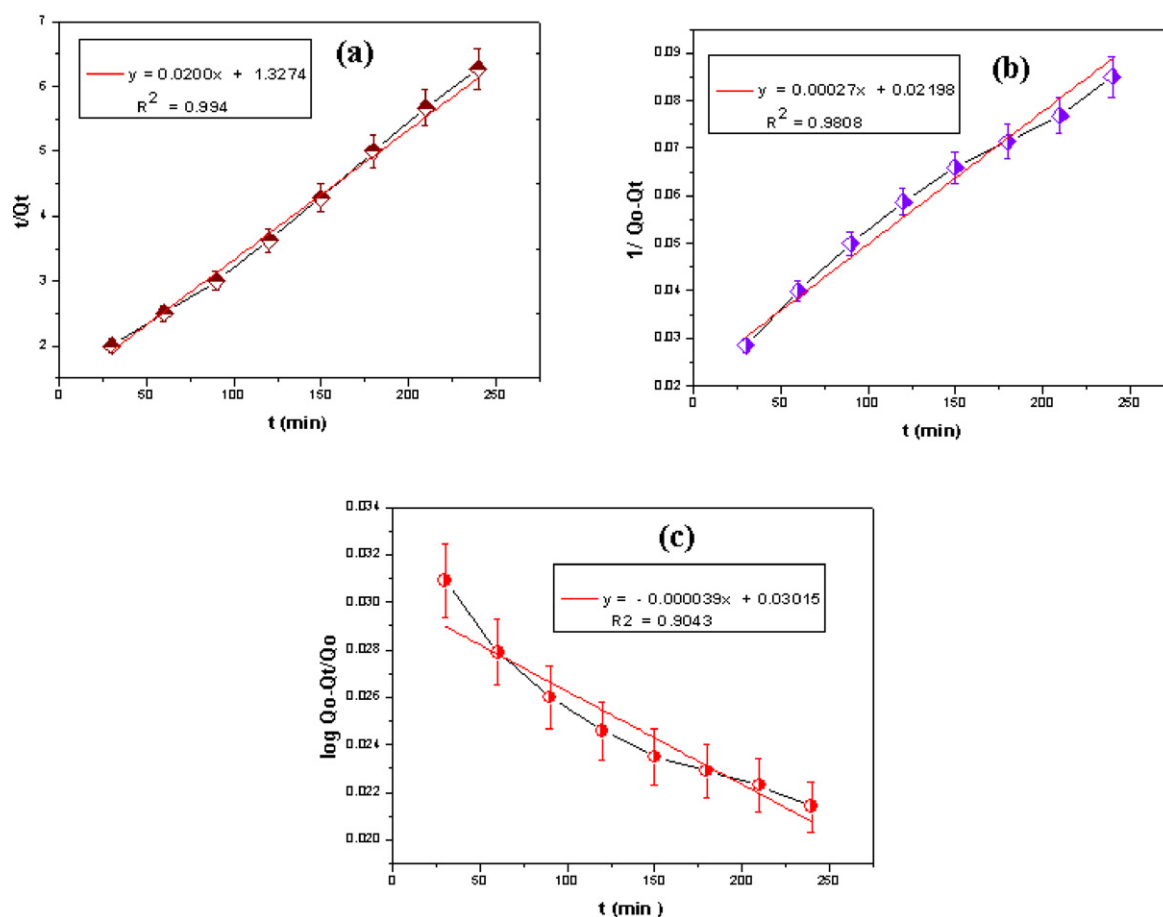 (a)
y = 0.0200x + 1.3274
R2 = 0.994
t/Qt
7
6
5
4
3
2
0 50 100 150 200 250
t (min)
(b)
y = 0.00027x + 0.02198
R2 = 0.9808
1/ Qo-Qt
0.09
0.08
0.07
0.06
0.05
0.04
0.03
0.02
0 50 100 150 200 250
t (min)
(c)
y = - 0.000039x + 0.03015
R2 = 0.9043
log Qo-Qt/Qo
0.034
0.032
0.030
0.028
0.026
0.024
0.022
0.020
0 50 100 150 200 250
t (min )